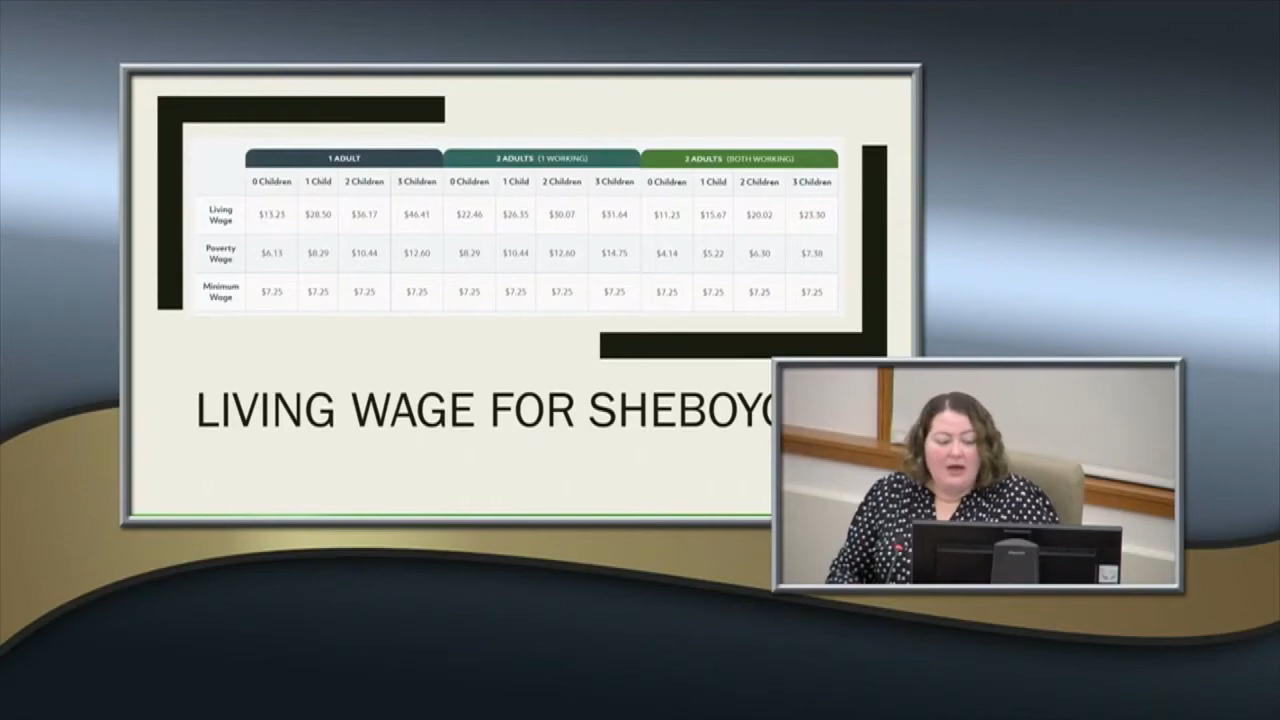 1 ADULT 2 ADULTS (1 WORKING) 2 ADULTS (BOTH WORKING)
0 Children 1 Child 2 Children 3 Children 0 Children 1 Child 2 Children 3 Children 0 Children 1 Child 2 Children 3 Children
Living
Wage $13.23 $28.50 $36.17 $46.41 $22.46 $26.35 $30.07 $31.64 $11.23 $15.67 $20.02 $23.30
Poverty
Wage $6.13 $8.29 $10.44 $12.60 $8.29 $10.44 $12.60 $14.75 $4.14 $5.22 $6.30 $7.38
Minimum
Wage $7.25 $7.25 $7.25 $7.25 $7.25 $7.25 $7.25 $7.25 $7.25 $7.25 $7.25 $7.25
LIVING WAGE FOR SHEBOYG